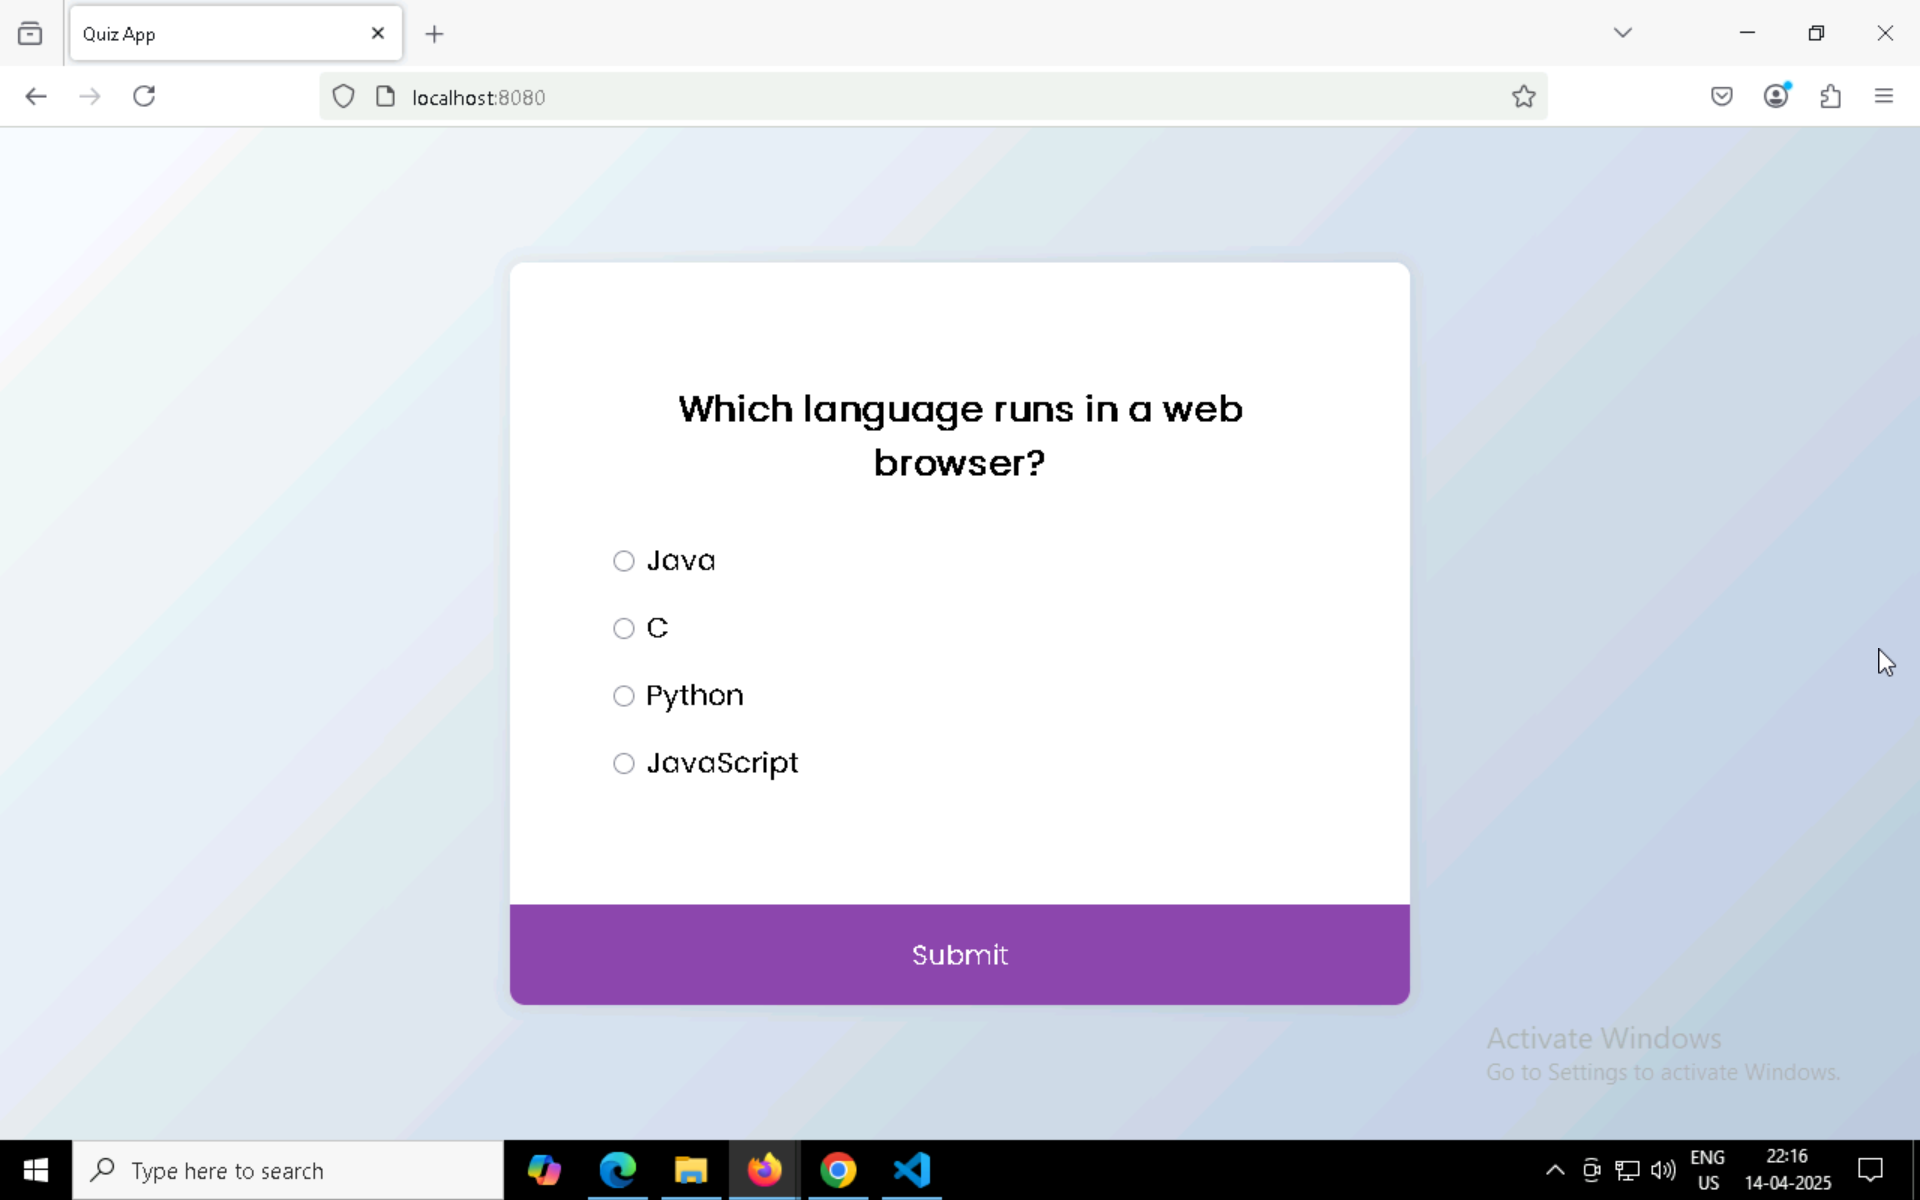 Quiz App
localhost:8080
Which language runs in a web
browser?
Java
C
Python
JavaScript
Submit
Activate Windows
Go to Settings to activate Windows.
Type here to search
ENG
US
22:16
14-04-2025